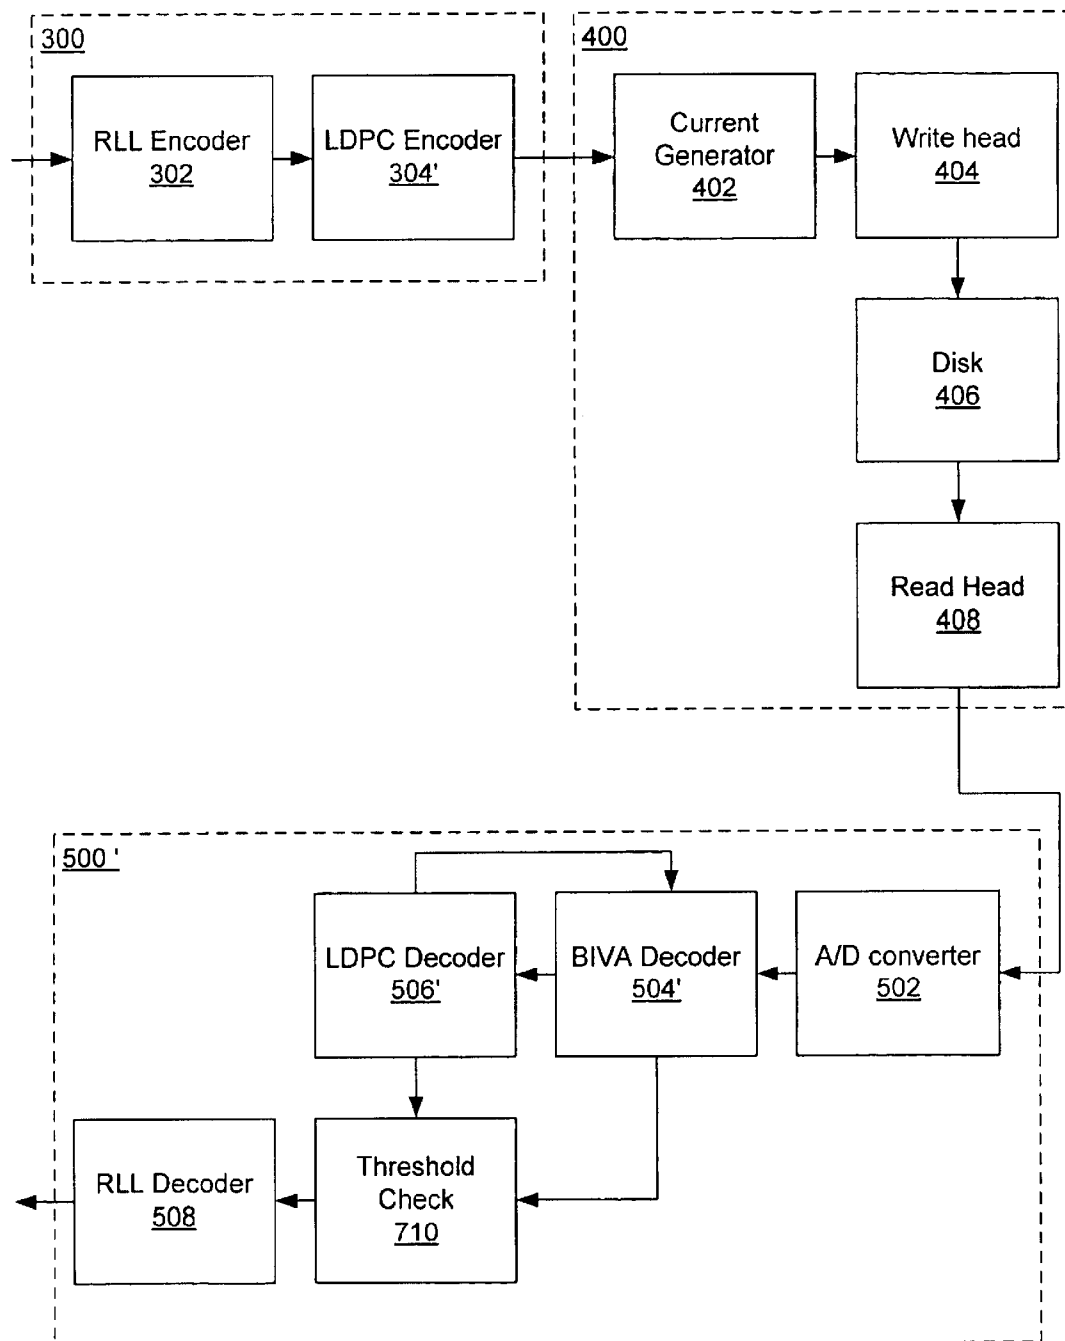 300
RLL Encoder
302
LDPC Encoder
304'
400
Current
Generator
402
Write head
404
Disk
406
Read Head
408
500 '
LDPC Decoder
506'
BIVA Decoder
504'
A/D converter
502
RLL Decoder
508
Threshold
Check
710